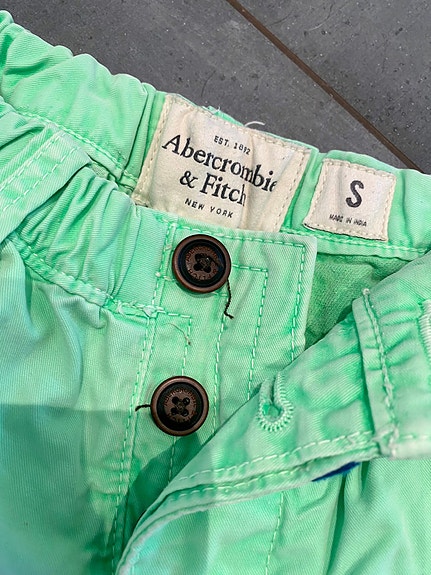 EST. 1892
Abercrombie
& Fitch
NEW YORK
S
MADE IN INDIA